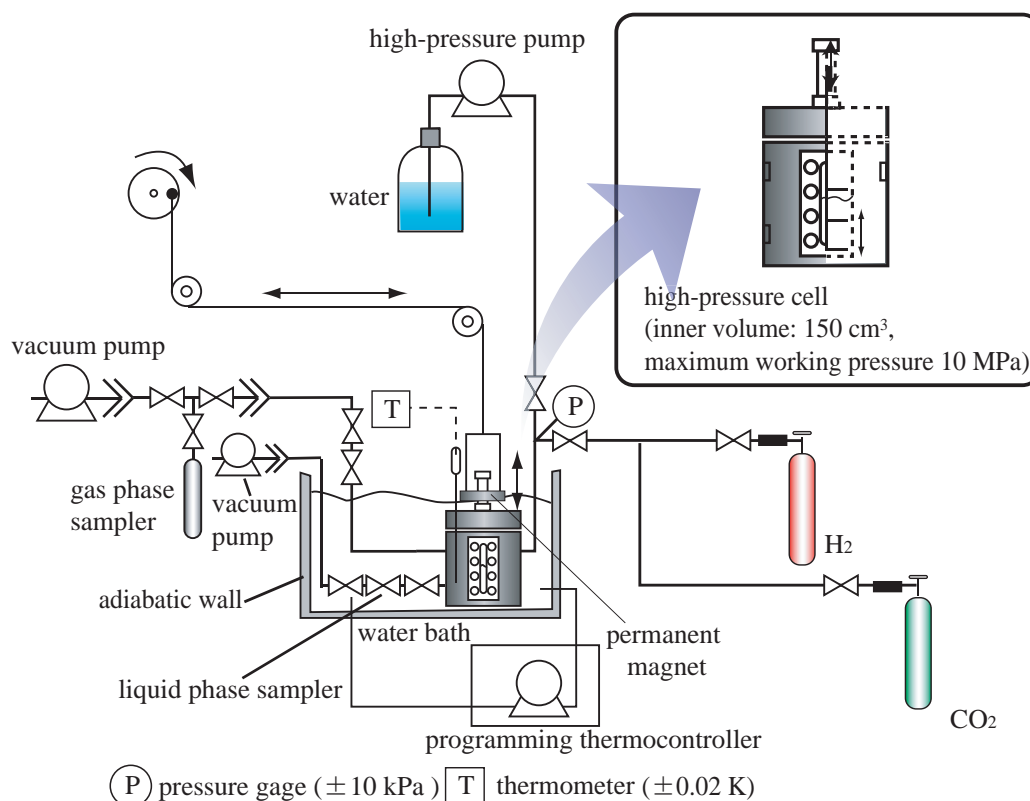 high-pressure pump
water
high-pressure cell
(inner volume: 150 cm³,
maximum working pressure 10 MPa)
vacuum pump
T
P
gas phase
sampler
vacuum
pump
H₂
adiabatic wall
water bath
permanent
magnet
liquid phase sampler
CO₂
programming thermocontroller
P pressure gage (±10 kPa) T thermometer (±0.02 K)